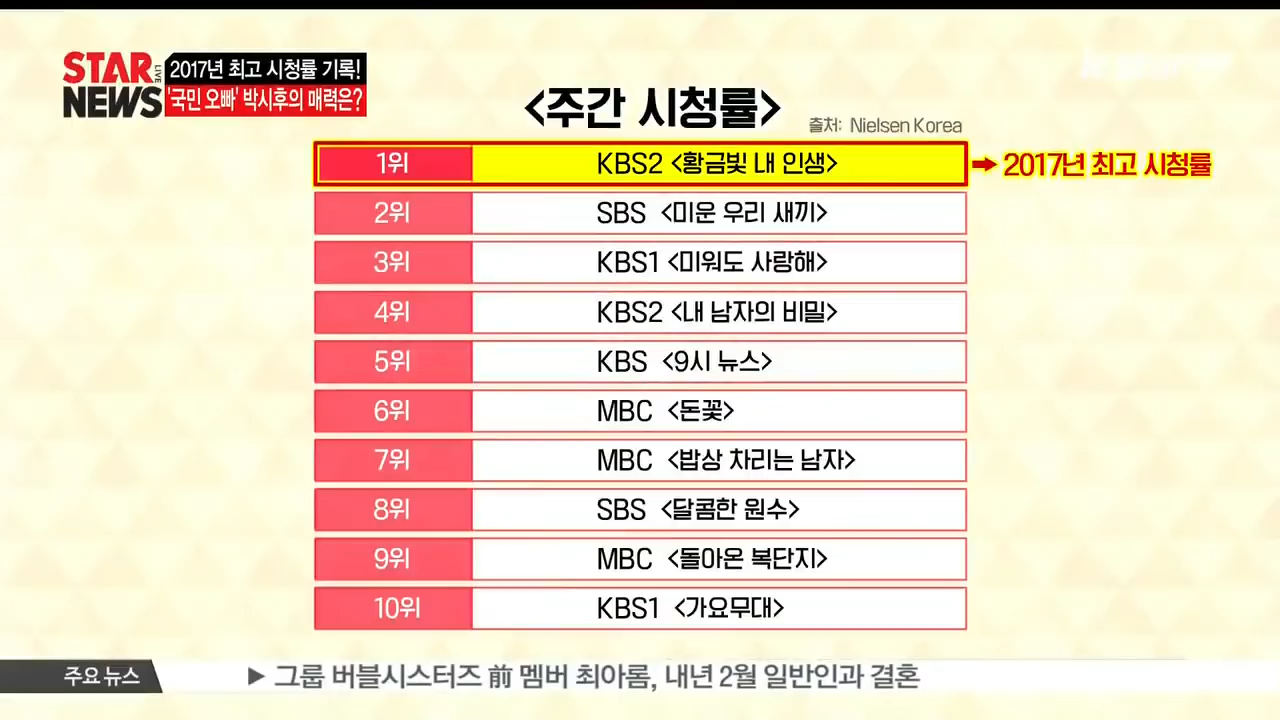 STAR LIVE
NEWS
2017년 최고 시청률 기록!
'국민 오빠' 박시후의 매력은?
<주간 시청률>
출처: Nielsen Korea
1위 KBS2 <황금빛 내 인생> ➡ 2017년 최고 시청률
2위 SBS <미운 우리 새끼>
3위 KBS1 <미워도 사랑해>
4위 KBS2 <내 남자의 비밀>
5위 KBS <9시 뉴스>
6위 MBC <돈꽃>
7위 MBC <밥상 차리는 남자>
8위 SBS <달콤한 원수>
9위 MBC <돌아온 복단지>
10위 KBS1 <가요무대>
주요 뉴스 ▶ 그룹 버블시스터즈 前 멤버 최아롬, 내년 2월 일반인과 결혼